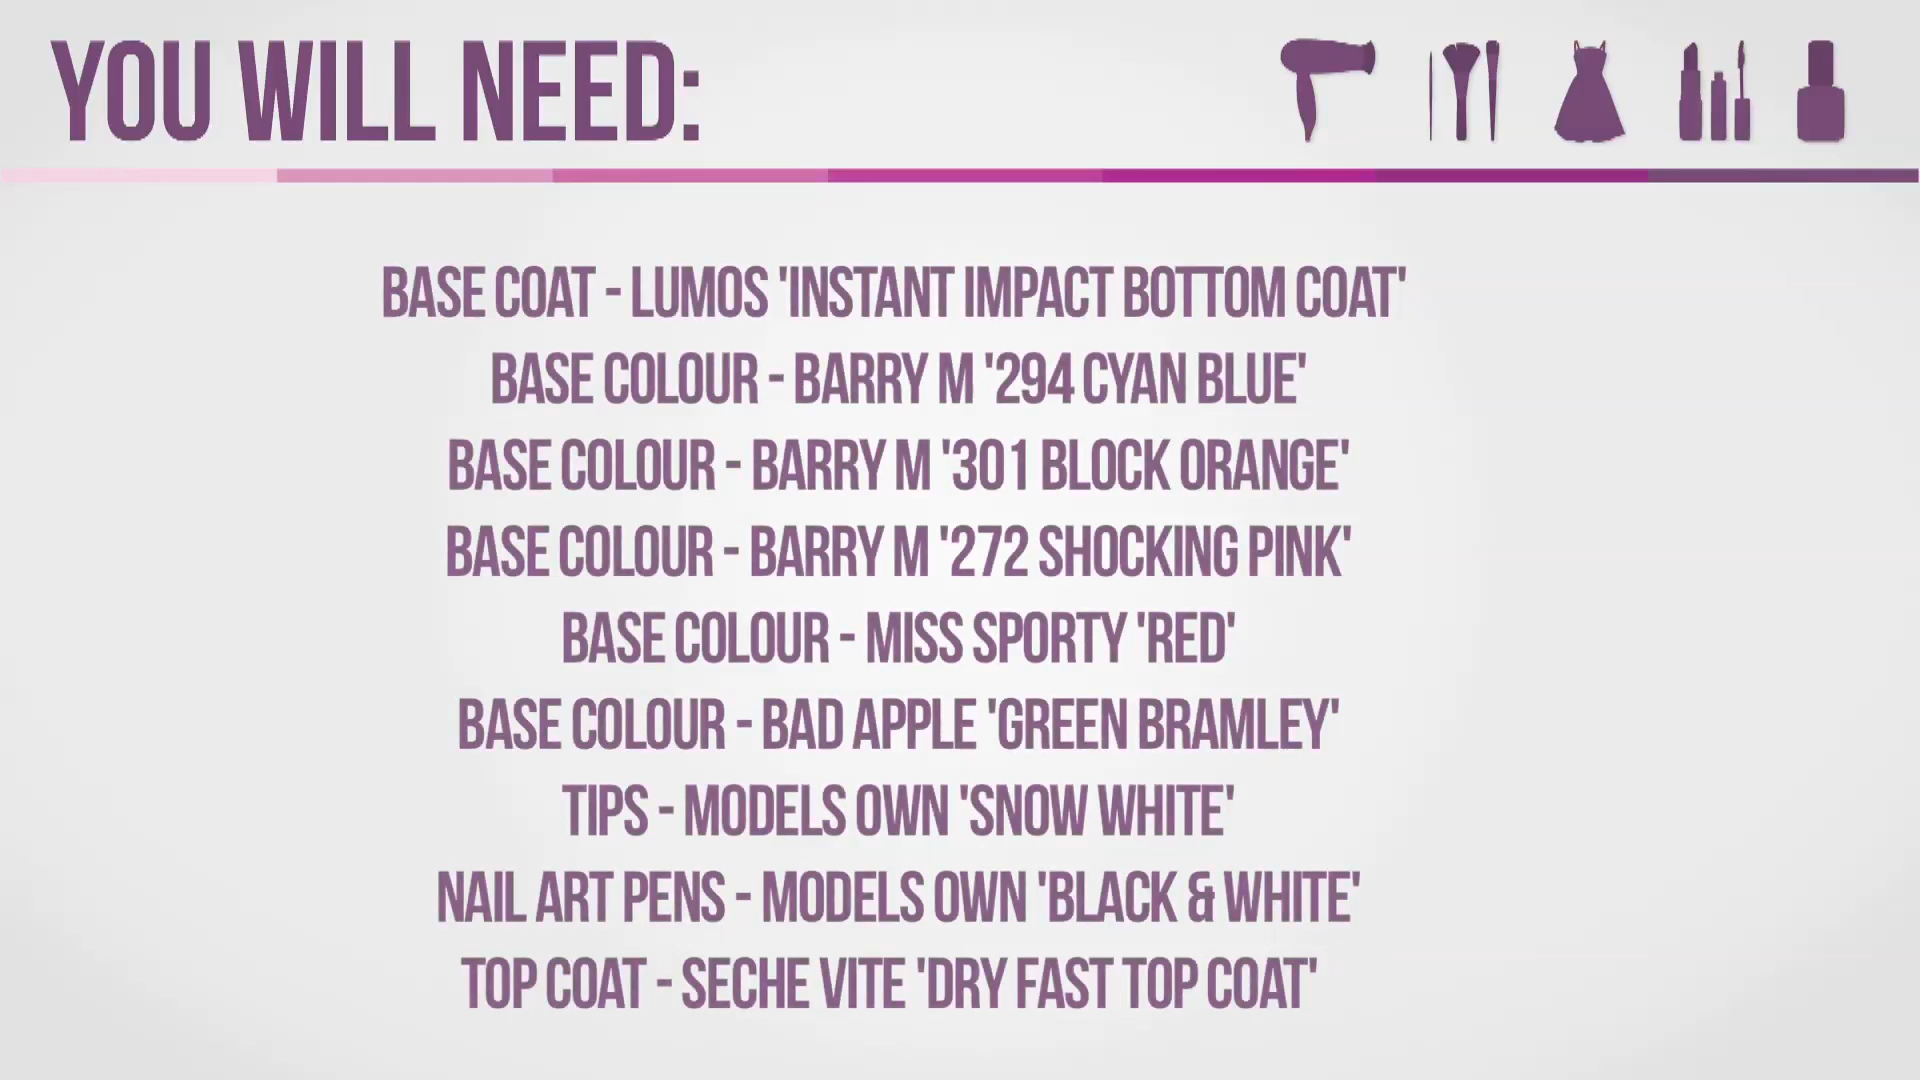 YOU WILL NEED:
BASE COAT - LUMOS 'INSTANT IMPACT BOTTOM COAT'
BASE COLOUR - BARRY M '294 CYAN BLUE'
BASE COLOUR - BARRY M '301 BLOCK ORANGE'
BASE COLOUR - BARRY M '272 SHOCKING PINK'
BASE COLOUR - MISS SPORTY 'RED'
BASE COLOUR - BAD APPLE 'GREEN BRAMLEY'
TIPS - MODELS OWN 'SNOW WHITE'
NAIL ART PENS - MODELS OWN 'BLACK & WHITE'
TOP COAT - SECHE VITE 'DRY FAST TOP COAT'